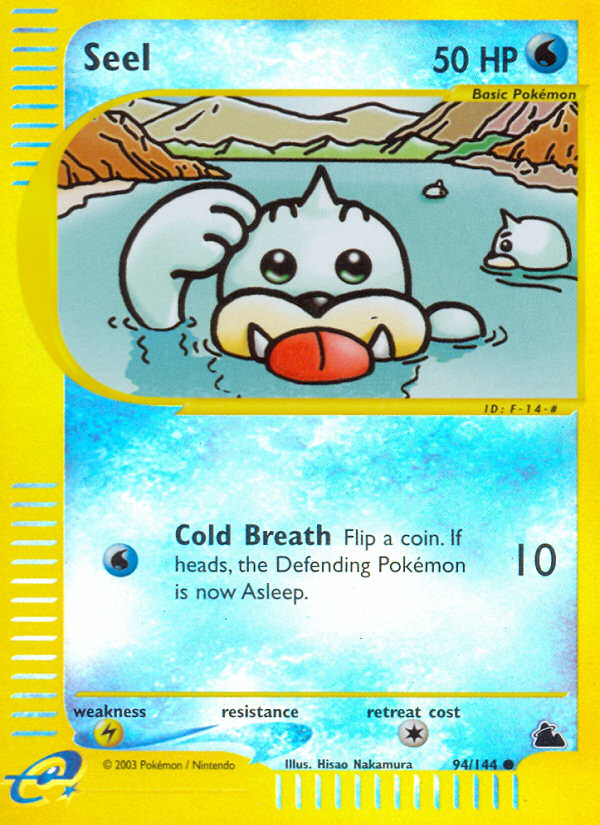 Seel
50 HP
Basic Pokémon
ID: F-14-#
Cold Breath Flip a coin. If
heads, the Defending Pokémon
is now Asleep.
10
weakness resistance retreat cost
© 2003 Pokémon / Nintendo Illus. Hisao Nakamura 94/144